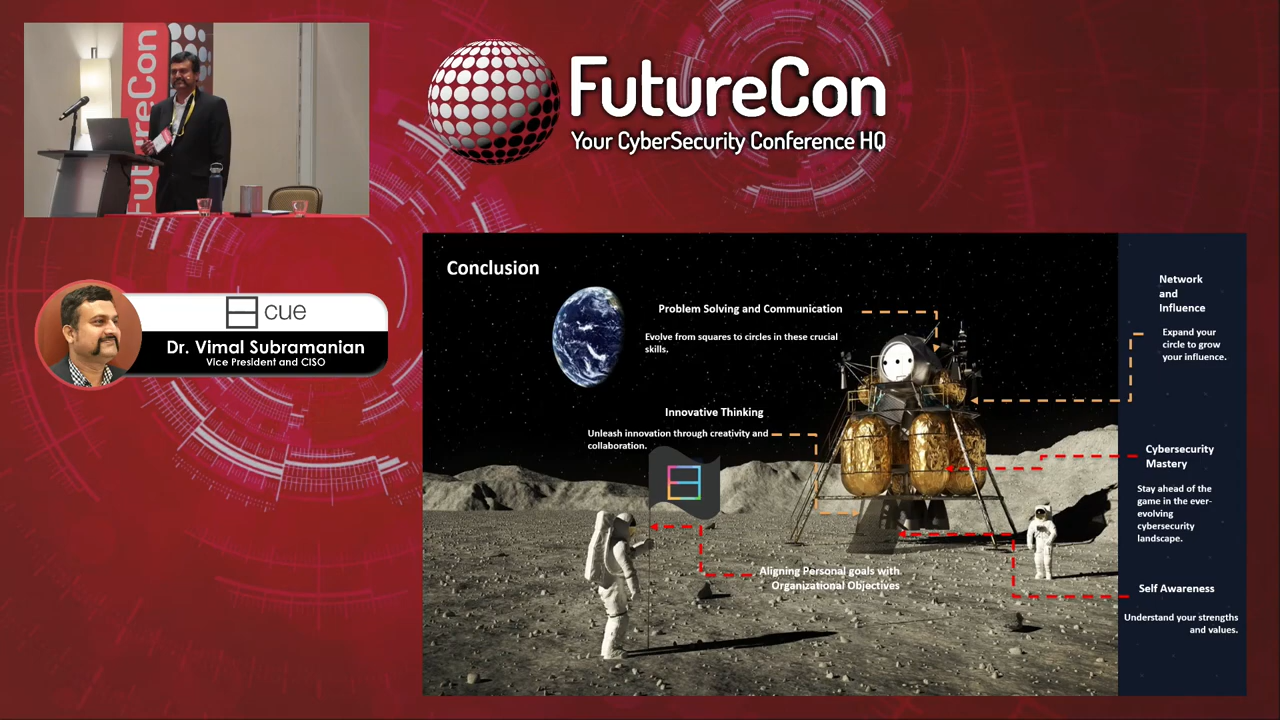 FutureCon
FutureCon
Your CyberSecurity Conference HQ
cue
Dr. Vimal Subramanian
Vice President and CISO
Conclusion
Problem Solving and Communication
Evolve from squares to circles in these crucial
skills.
Innovative Thinking
Unleash innovation through creativity and
collaboration.
Aligning Personal goals with
Organizational Objectives
Network
and
Influence
Expand your
circle to grow
your influence.
Cybersecurity
Mastery
Stay ahead of the
game in the ever-
evolving
cybersecurity
landscape.
Self Awareness
Understand your strengths
and values.